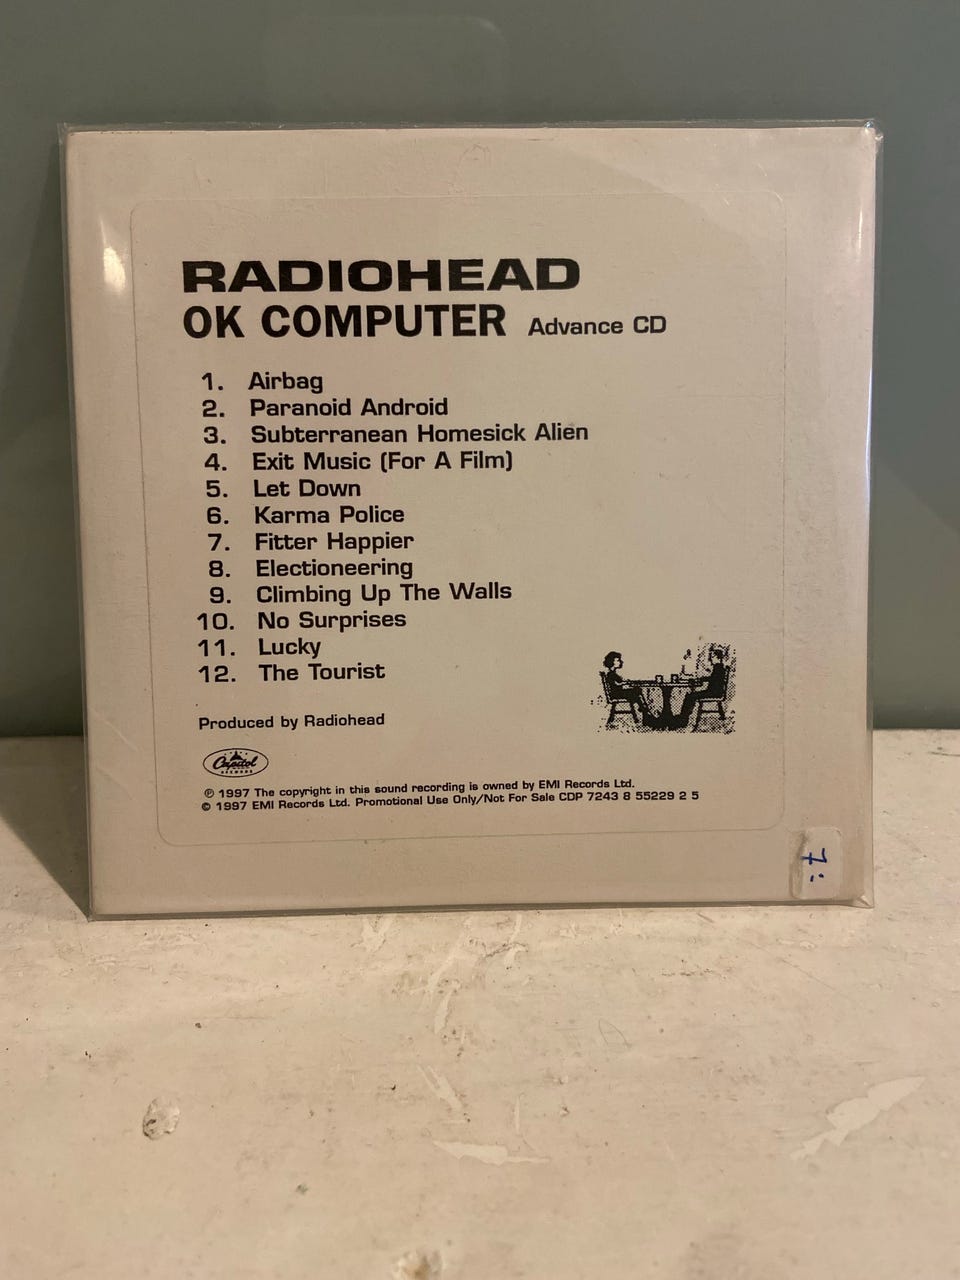 RADIOHEAD
OK COMPUTER Advance CD
1. Airbag
2. Paranoid Android
3. Subterranean Homesick Alien
4. Exit Music (For A Film)
5. Let Down
6. Karma Police
7. Fitter Happier
8. Electioneering
9. Climbing Up The Walls
10. No Surprises
11. Lucky
12. The Tourist
Produced by Radiohead
Capitol
RECORDS
℗ 1997 The copyright in this sound recording is owned by EMI Records Ltd.
© 1997 EMI Records Ltd. Promotional Use Only/Not For Sale CDP 7243 8 55229 2 5
7:-